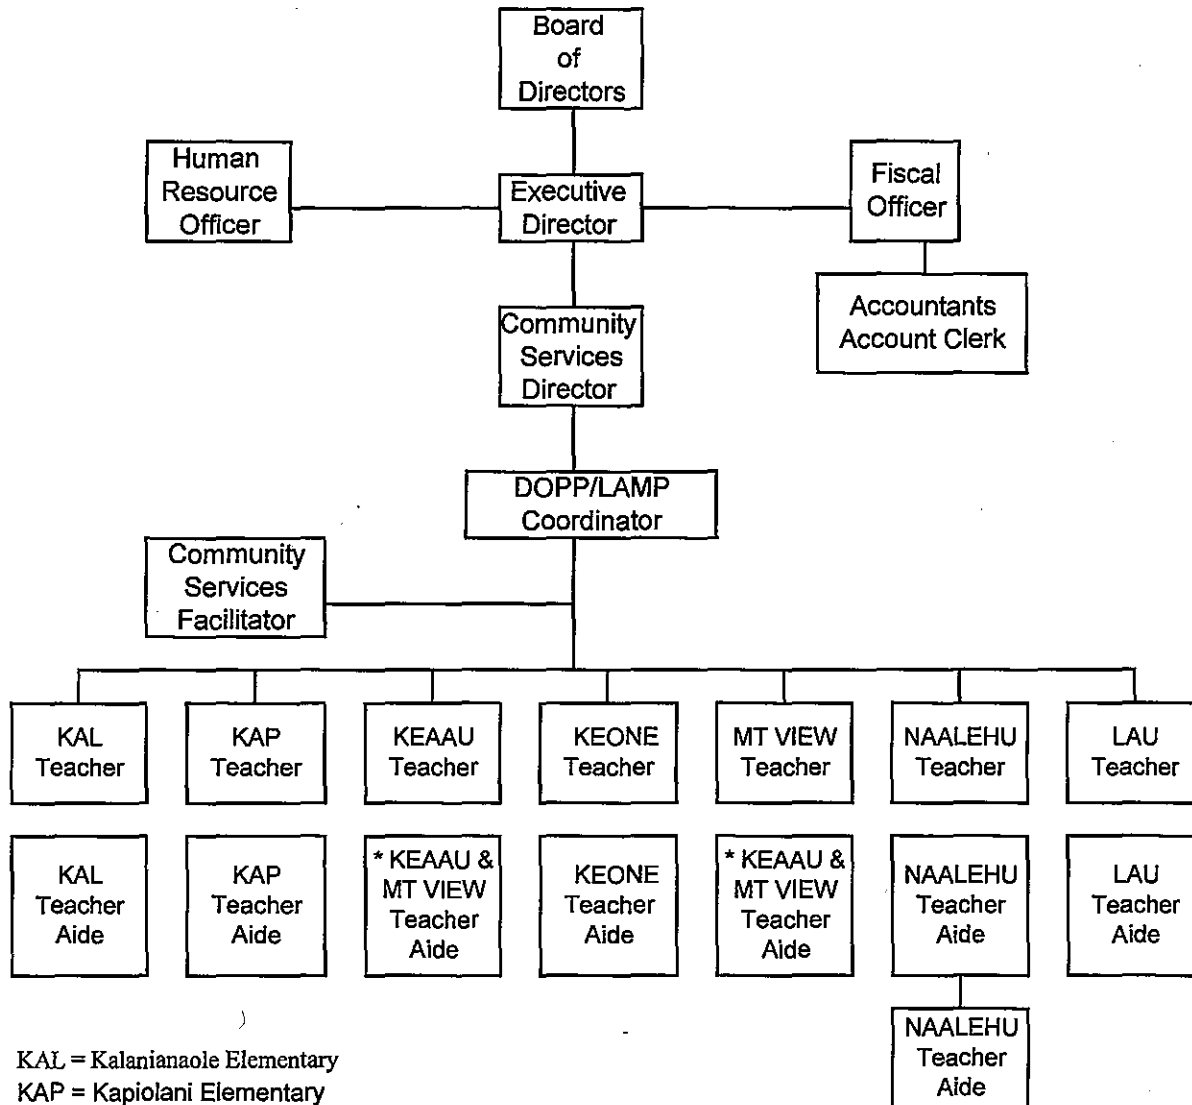 Board
of
Directors
Human
Resource
Officer
Executive
Director
Fiscal
Officer
Accountants
Account Clerk
Community
Services
Director
DOPP/LAMP
Coordinator
Community
Services
Facilitator
KAL
Teacher
KAP
Teacher
KEAAU
Teacher
KEONE
Teacher
MT VIEW
Teacher
NAALEHU
Teacher
LAU
Teacher
KAL
Teacher
Aide
KAP
Teacher
Aide
* KEAAU &
MT VIEW
Teacher
Aide
KEONE
Teacher
Aide
* KEAAU &
MT VIEW
Teacher
Aide
NAALEHU
Teacher
Aide
LAU
Teacher
Aide
NAALEHU
Teacher
Aide
KAL = Kalanianaole Elementary
KAP = Kapiolani Elementary